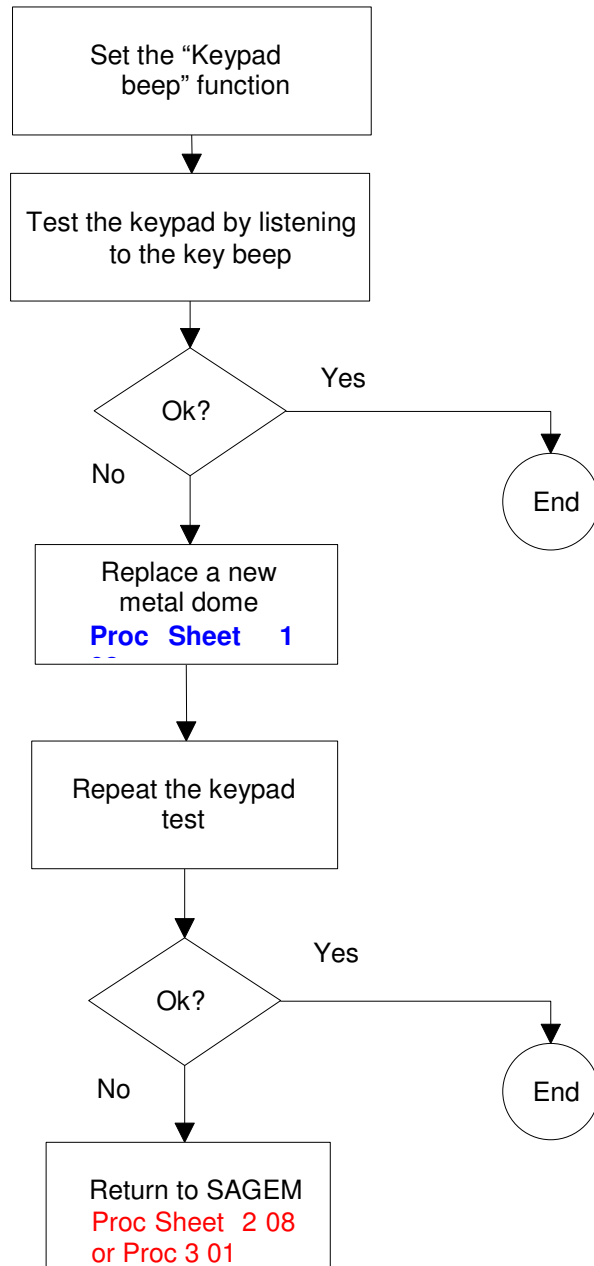 Set the “Keypad
beep” function
Test the keypad by listening
to the key beep
Ok?
Yes
No
End
Replace a new
metal dome
Proc Sheet 1
Repeat the keypad
test
Ok?
Yes
No
End
Return to SAGEM
Proc Sheet 2 08
or Proc 3 01